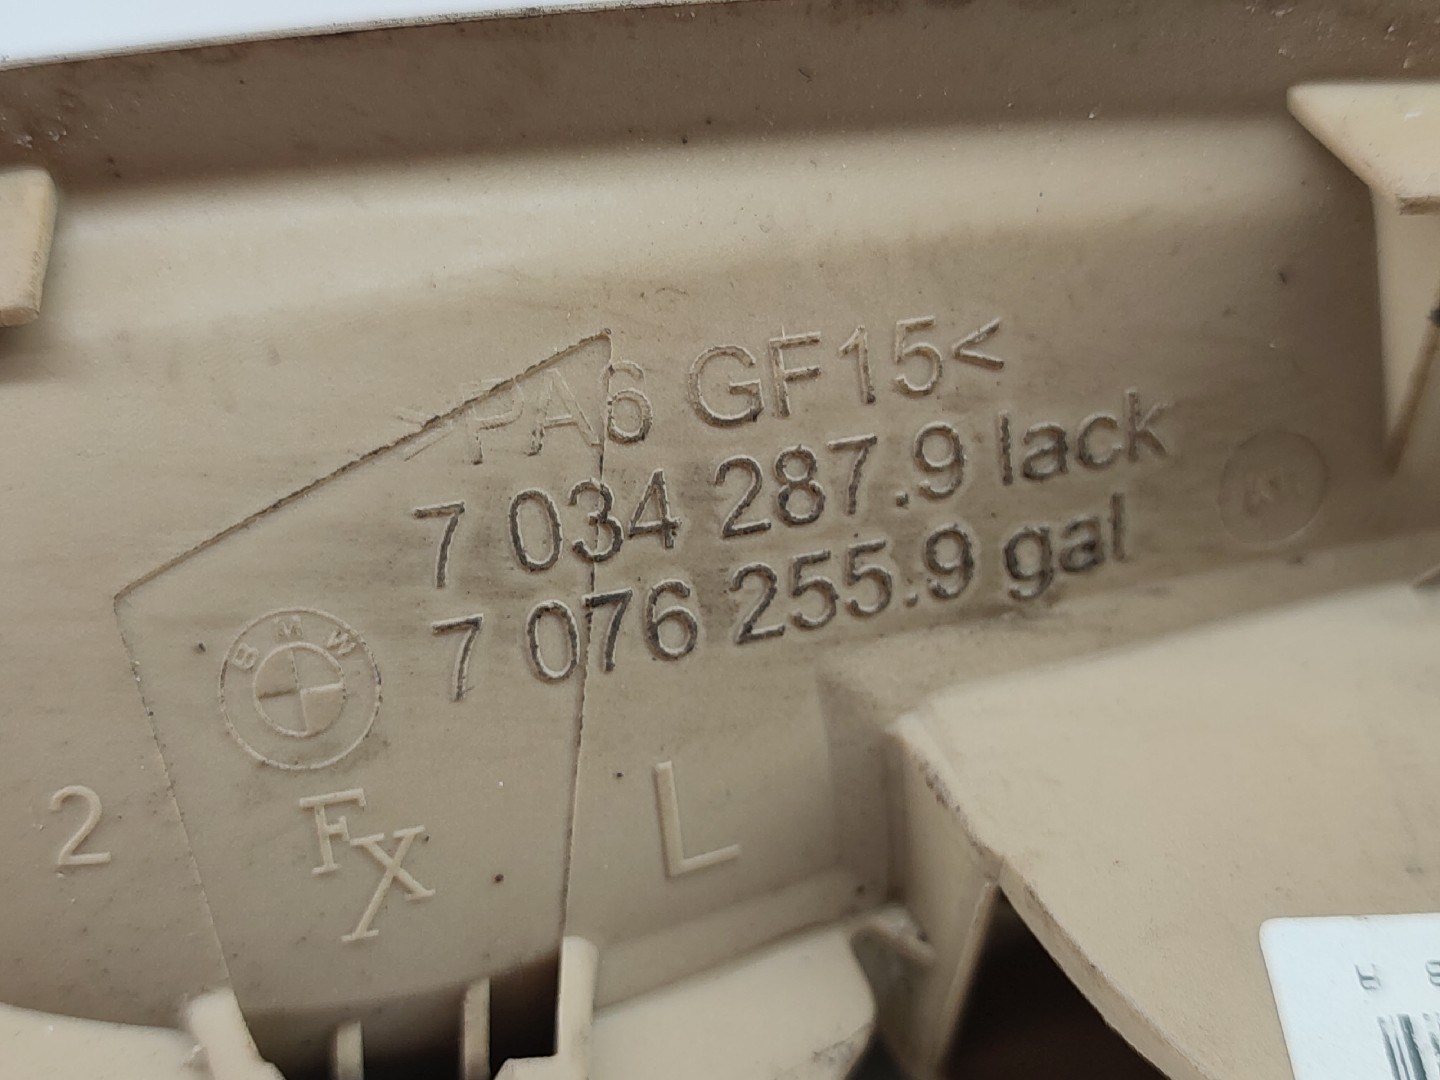 >PA6 GF15<
7 034 287.9 lack
7 076 255.9 gal
BMW
2
FX
L